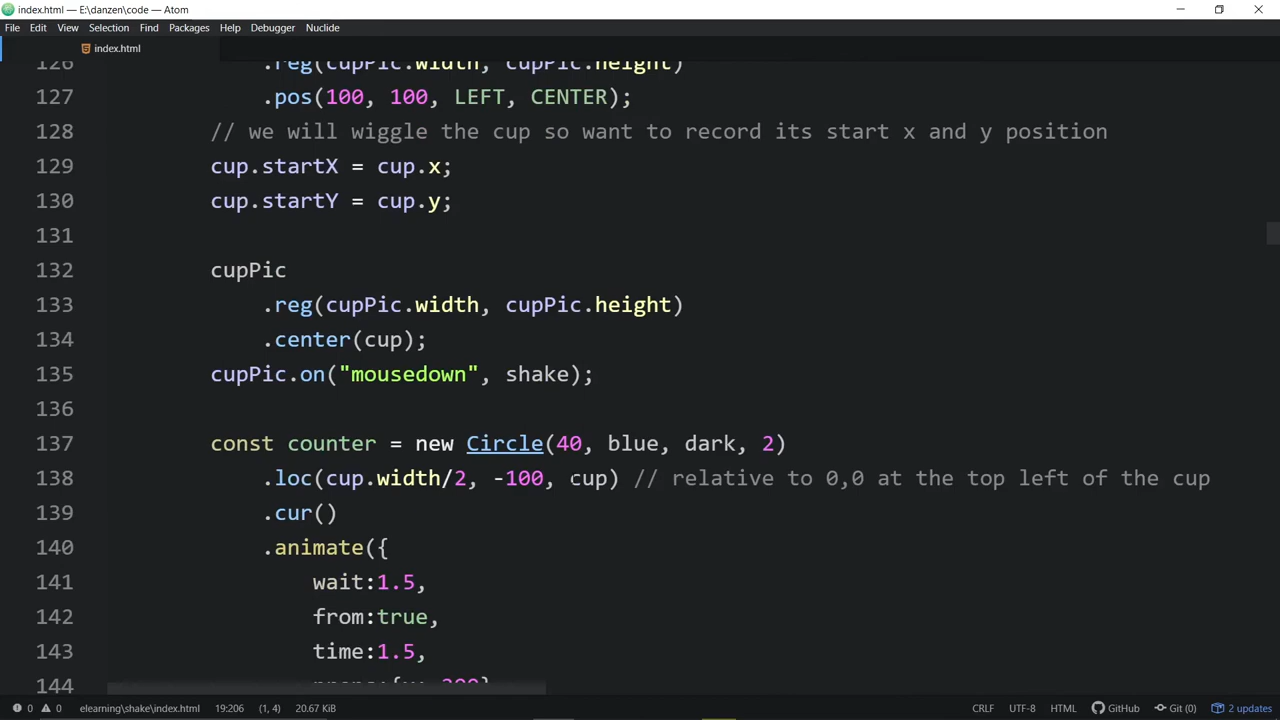 index.html — E:\danzen\code — Atom
File Edit View Selection Find Packages Help Debugger Nuclide
index.html
126 .reg(cupPic.width, cupPic.height)
127 .pos(100, 100, LEFT, CENTER);
128 // we will wiggle the cup so want to record its start x and y position
129 cup.startX = cup.x;
130 cup.startY = cup.y;
131
132 cupPic
133 .reg(cupPic.width, cupPic.height)
134 .center(cup);
135 cupPic.on("mousedown", shake);
136
137 const counter = new Circle(40, blue, dark, 2)
138 .loc(cup.width/2, -100, cup) // relative to 0,0 at the top left of the cup
139 .cur()
140 .animate({
141 wait:1.5,
142 from:true,
143 time:1.5,
144
0 0 elearning\shake\index.html 19:206 (1, 4) 20.67 KiB CRLF UTF-8 HTML GitHub Git (0) 2 updates